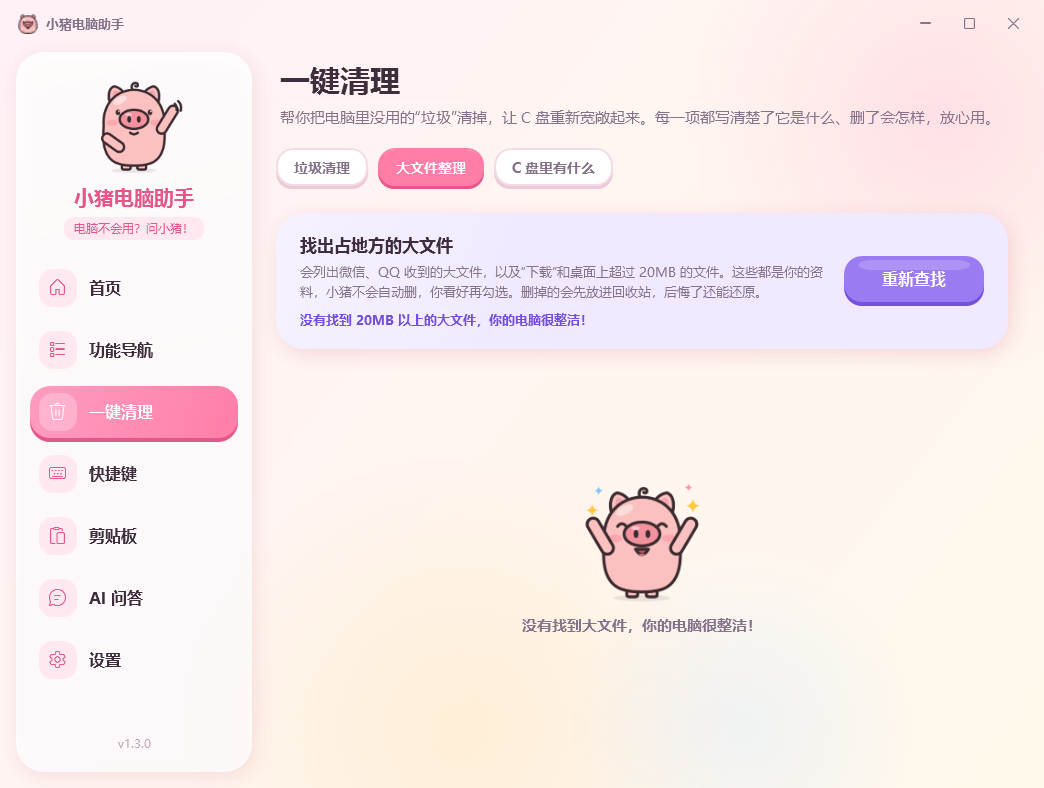 小猪电脑助手
小猪电脑助手
电脑不会用？问小猪！
首页
功能导航
一键清理
快捷键
剪贴板
AI 问答
设置
v1.3.0
一键清理
帮你把电脑里没用的"垃圾"清掉，让 C 盘重新宽敞起来。每一项都写清楚了它是什么、删了会怎样，放心用。
垃圾清理
大文件整理
C 盘里有什么
找出占地方的大文件
会列出微信、QQ 收到的大文件，以及"下载"和桌面上超过 20MB 的文件。这些都是你的资
料，小猪不会自动删，你看好再勾选。删掉的会先放进回收站，后悔了还能还原。
没有找到 20MB 以上的大文件，你的电脑很整洁！
重新查找
没有找到大文件，你的电脑很整洁！